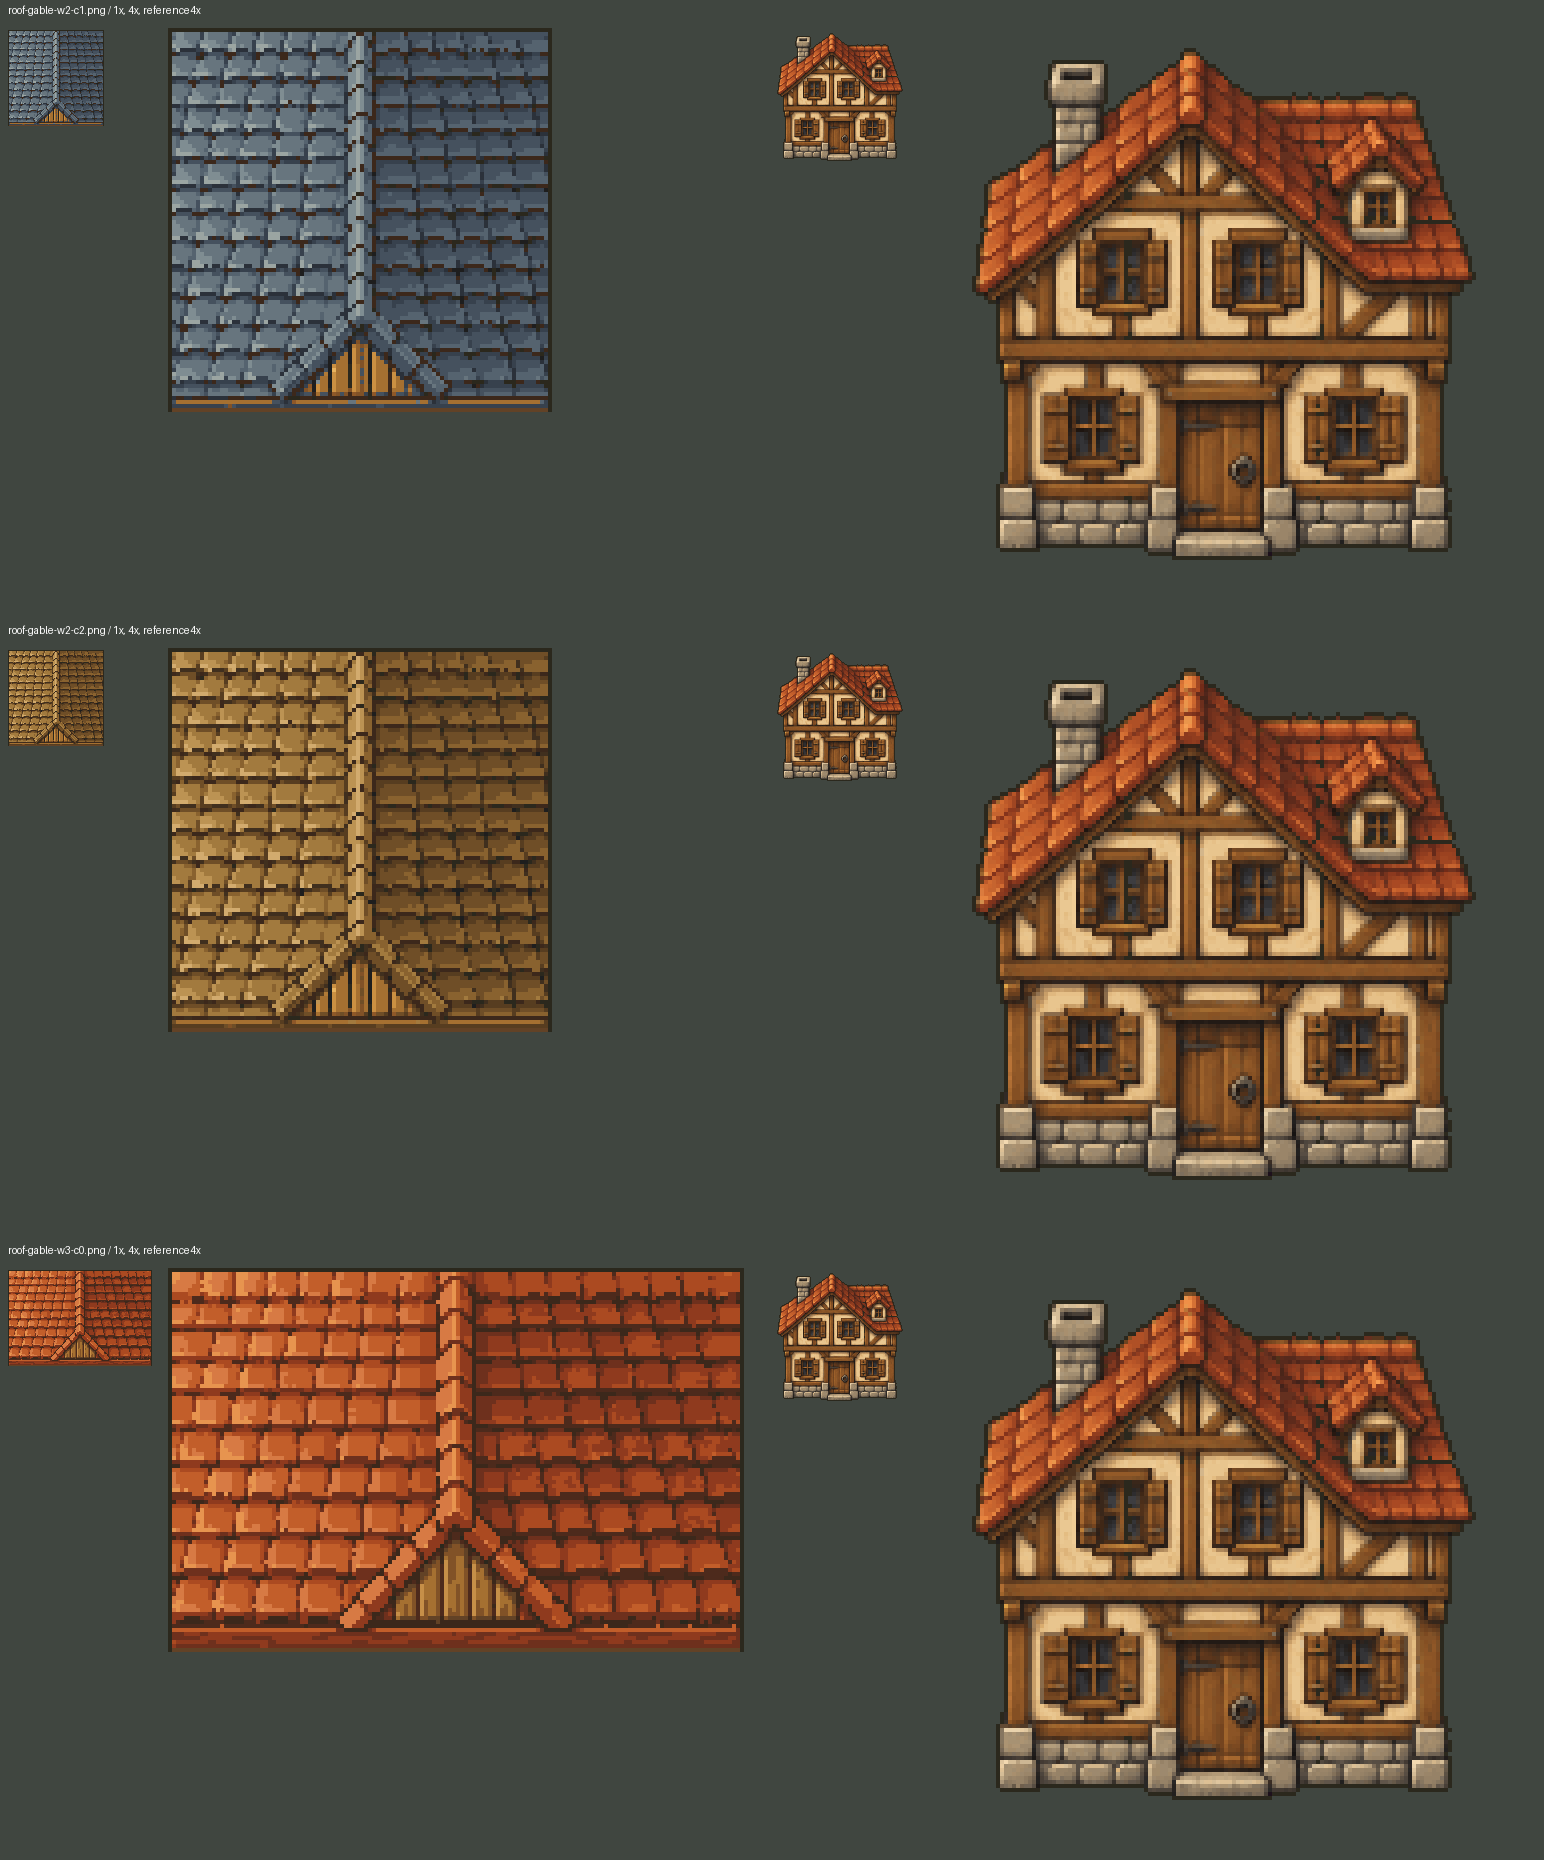 roof-gable-w2-c1.png / 1x, 4x, reference4x
roof-gable-w2-c2.png / 1x, 4x, reference4x
roof-gable-w3-c0.png / 1x, 4x, reference4x